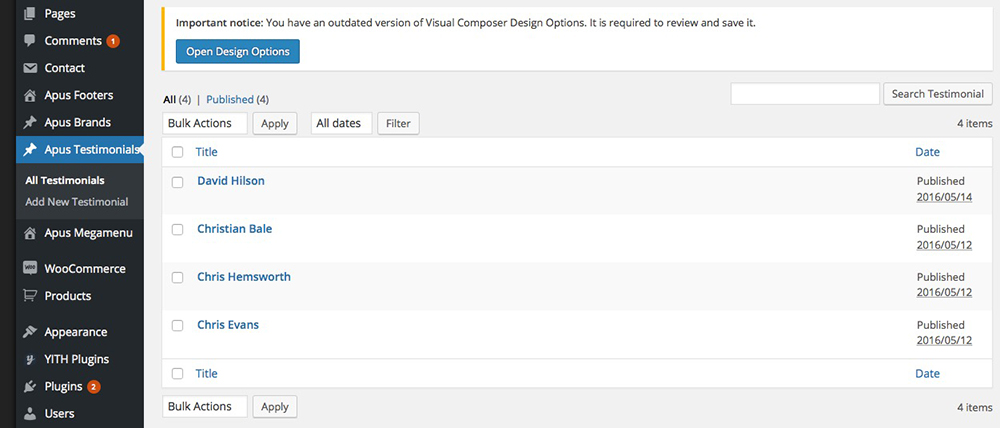 Pages
Comments 1
Contact
Apus Footers
Apus Brands
Apus Testimonials
All Testimonials
Add New Testimonial
Apus Megamenu
WooCommerce
Products
Appearance
YITH Plugins
Plugins 2
Users
Important notice: You have an outdated version of Visual Composer Design Options. It is required to review and save it.
Open Design Options
All (4) | Published (4)
Search Testimonial
Bulk Actions Apply All dates Filter 4 items
Title Date
David Hilson Published
2016/05/14
Christian Bale Published
2016/05/12
Chris Hemsworth Published
2016/05/12
Chris Evans Published
2016/05/12
Title Date
Bulk Actions Apply 4 items